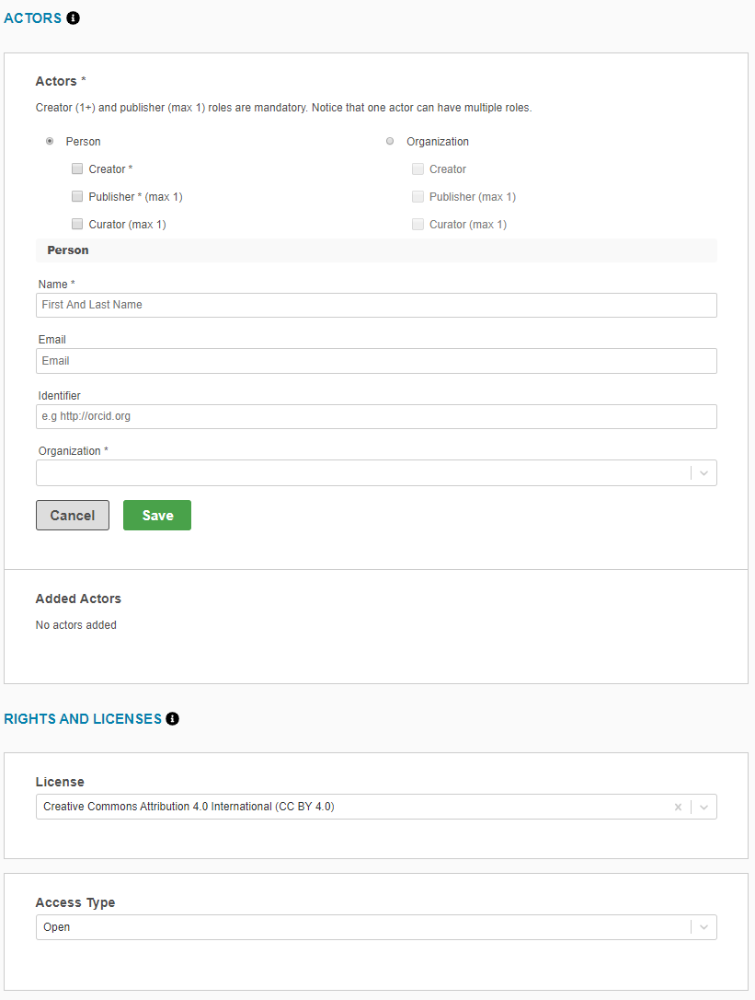 ACTORS
Actors *
Creator (1+) and publisher (max 1) roles are mandatory. Notice that one actor can have multiple roles.
Person
Organization
Creator *
Creator
Publisher * (max 1)
Publisher (max 1)
Curator (max 1)
Curator (max 1)
Person
Name *
First And Last Name
Email
Email
Identifier
e.g http://orcid.org
Organization *
Cancel
Save
Added Actors
No actors added
RIGHTS AND LICENSES
License
Creative Commons Attribution 4.0 International (CC BY 4.0)
Access Type
Open